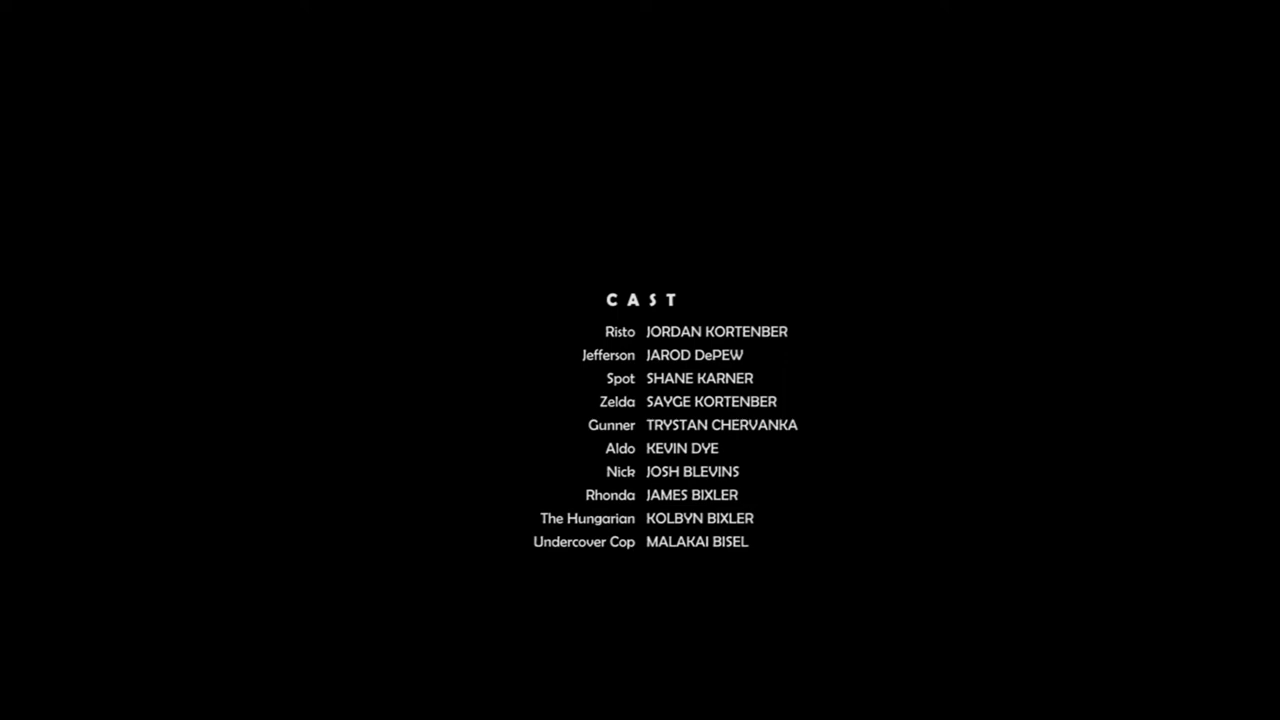 CAST
Risto JORDAN KORTENBER
Jefferson JAROD DePEW
Spot SHANE KARNER
Zelda SAYGE KORTENBER
Gunner TRYSTAN CHERVANKA
Aldo KEVIN DYE
Nick JOSH BLEVINS
Rhonda JAMES BIXLER
The Hungarian KOLBYN BIXLER
Undercover Cop MALAKAI BISEL